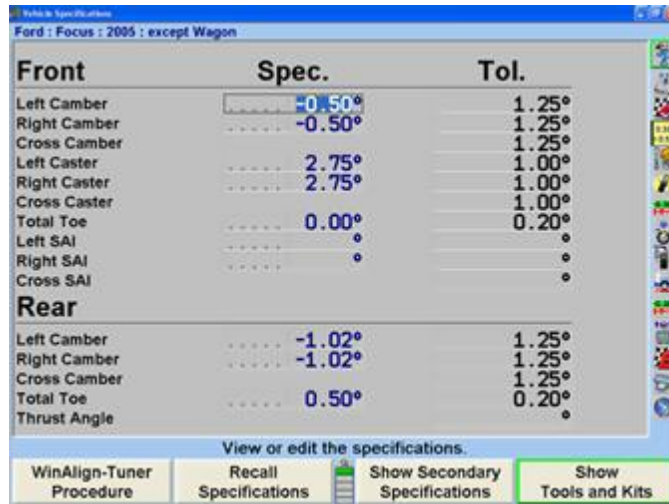 Vehicle Specifications
Ford : Focus : 2005 : except Wagon
Front Spec. Tol.
Left Camber -0.50° 1.25°
Right Camber -0.50° 1.25°
Cross Camber 1.25°
Left Caster 2.75° 1.00°
Right Caster 2.75° 1.00°
Cross Caster 1.00°
Total Toe 0.00° 0.20°
Left SAI ° °
Right SAI ° °
Cross SAI °
Rear
Left Camber -1.02° 1.25°
Right Camber -1.02° 1.25°
Cross Camber 1.25°
Total Toe 0.50° 0.20°
Thrust Angle °
View or edit the specifications.
WinAlign-Tuner Procedure
Recall Specifications
Show Secondary Specifications
Show Tools and Kits